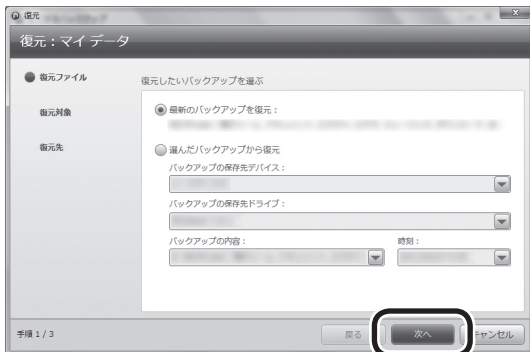 復元
復元：マイ データ
復元ファイル
復元対象
復元先
復元したいバックアップを選ぶ
最新のバックアップを復元：
選んだバックアップから復元
バックアップの保存先デバイス：
バックアップの保存先ドライブ：
バックアップの内容：
時刻：
手順 1 / 3
戻る
次へ
キャンセル